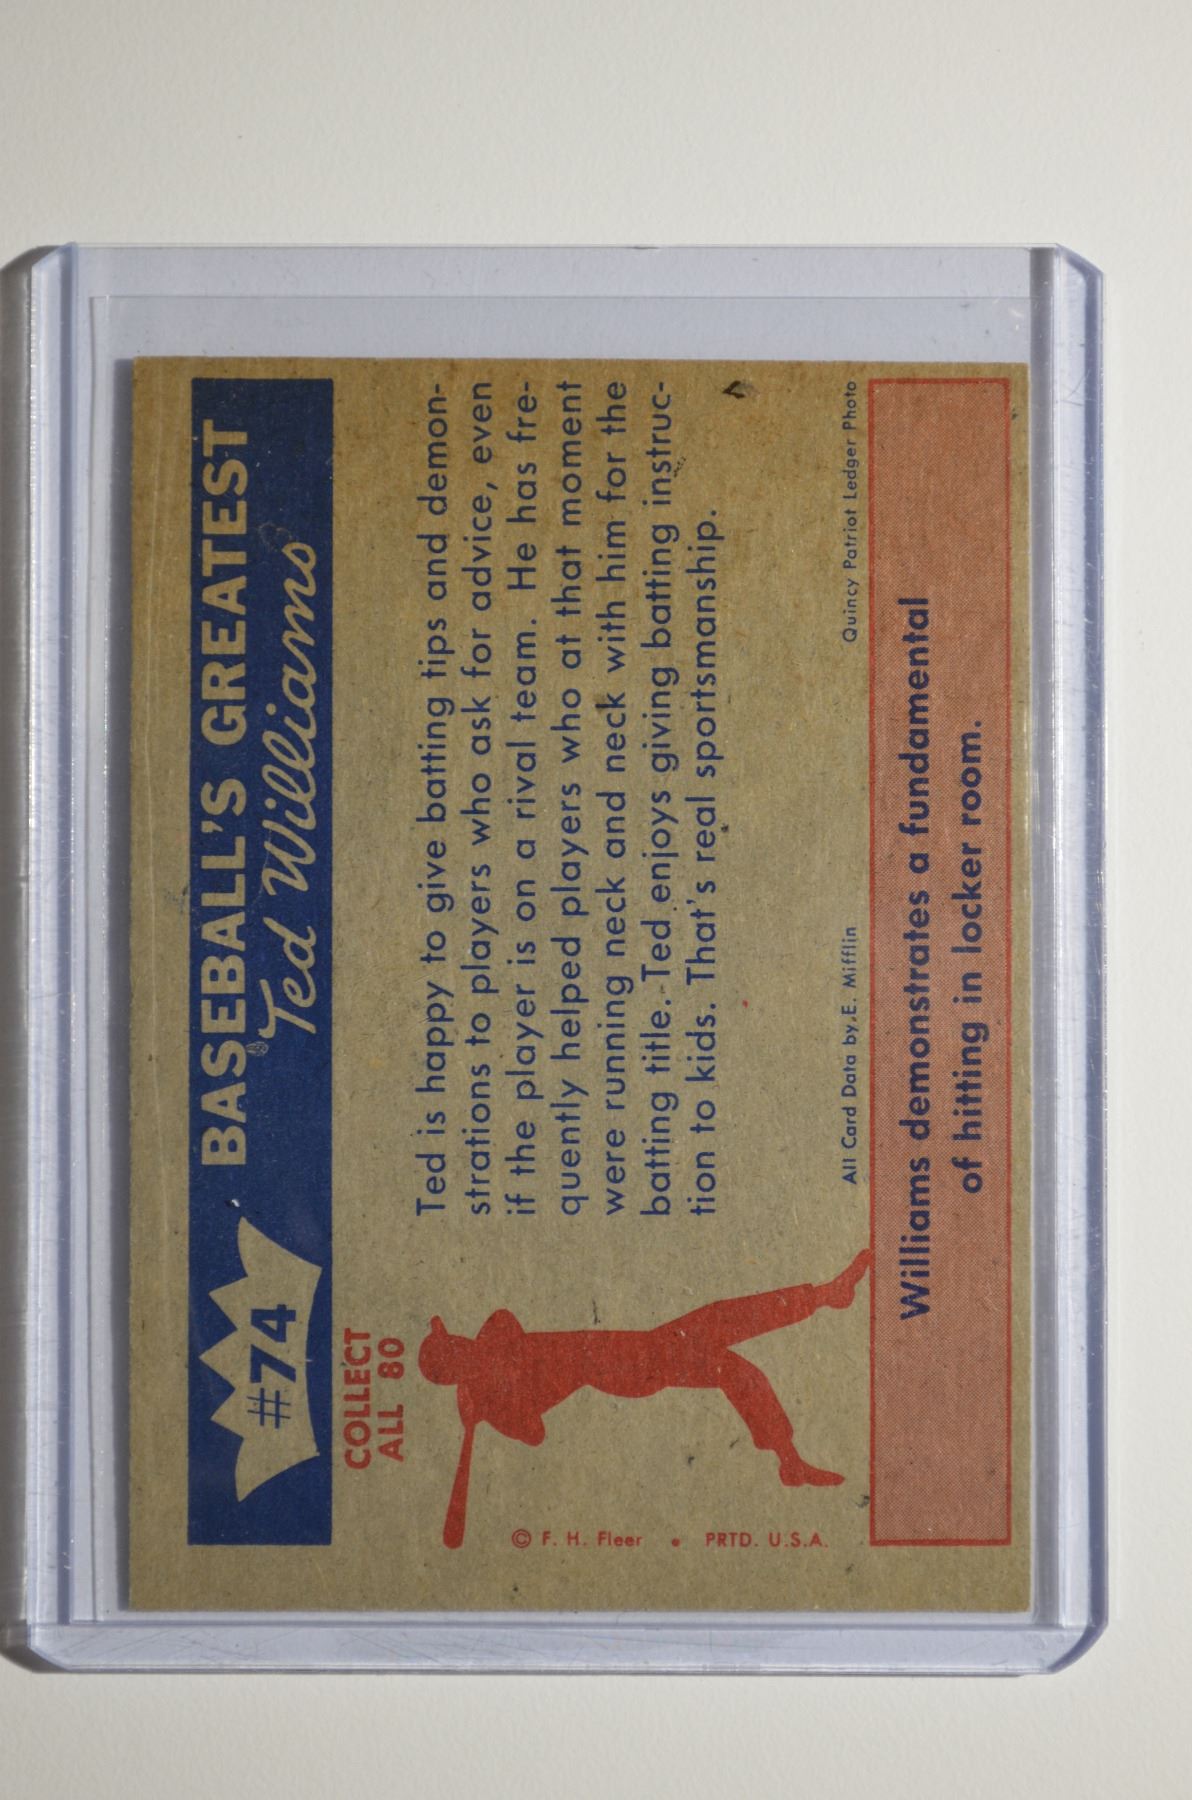 #74
BASEBALL'S GREATEST
Ted Williams
COLLECT
ALL 80
Ted is happy to give batting tips and demon-
strations to players who ask for advice, even
if the player is on a rival team. He has fre-
quently helped players who at that moment
were running neck and neck with him for the
batting title. Ted enjoys giving batting instruc-
tion to kids. That's real sportsmanship.
© F. H. Fleer • PRTD. U.S.A.
All Card Data by E. Mifflin
Quincy Patriot Ledger Photo
Williams demonstrates a fundamental
of hitting in locker room.